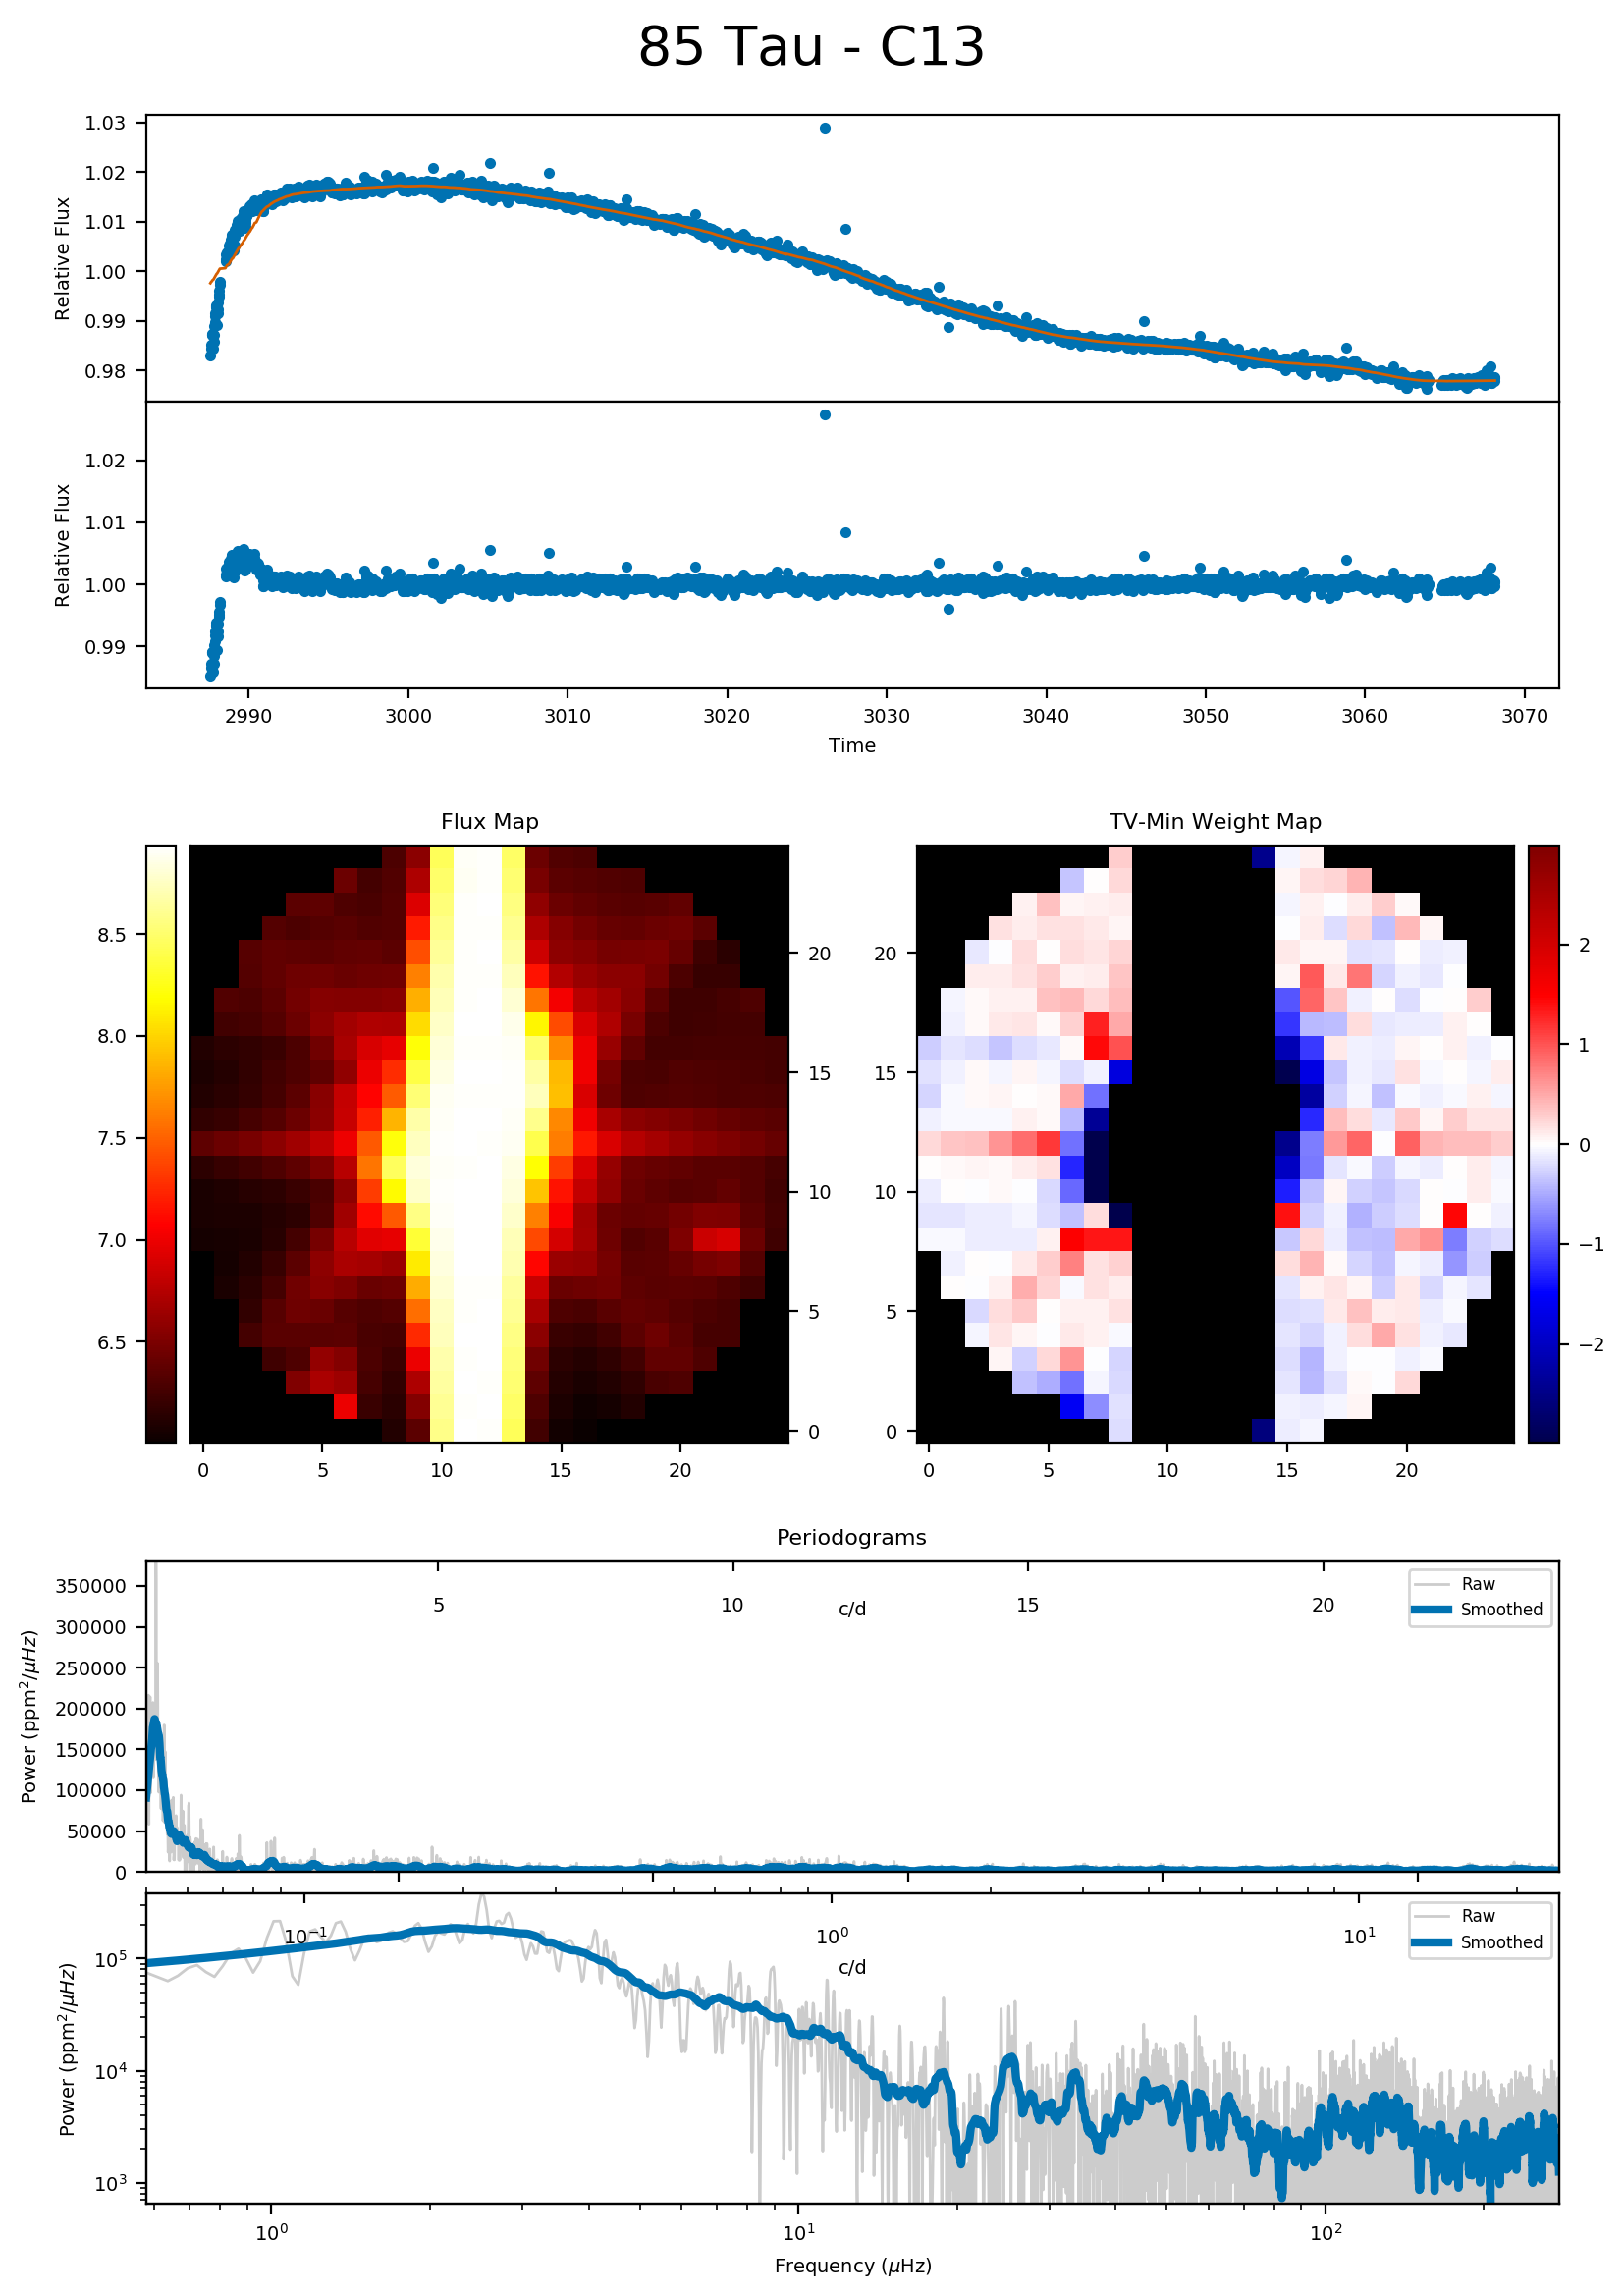 85 Tau - C13
1.03
1.02
1.01
1.00
0.99
0.98
Relative Flux
1.02
1.01
1.00
0.99
Relative Flux
2990 3000 3010 3020 3030 3040 3050 3060 3070
Time
Flux Map
8.5
8.0
7.5
7.0
6.5
20
15
10
5
0
0 5 10 15 20
TV-Min Weight Map
20
15
10
5
0
0 5 10 15 20
2
1
0
−1
−2
Periodograms
350000
300000
250000
200000
150000
100000
50000
0
Power (ppm²/μHz)
5 10 15 20
c/d
Raw
Smoothed
10⁵
10⁴
10³
Power (ppm²/μHz)
10⁻¹ 10⁰ 10¹
c/d
Raw
Smoothed
10⁰ 10¹ 10²
Frequency (μHz)